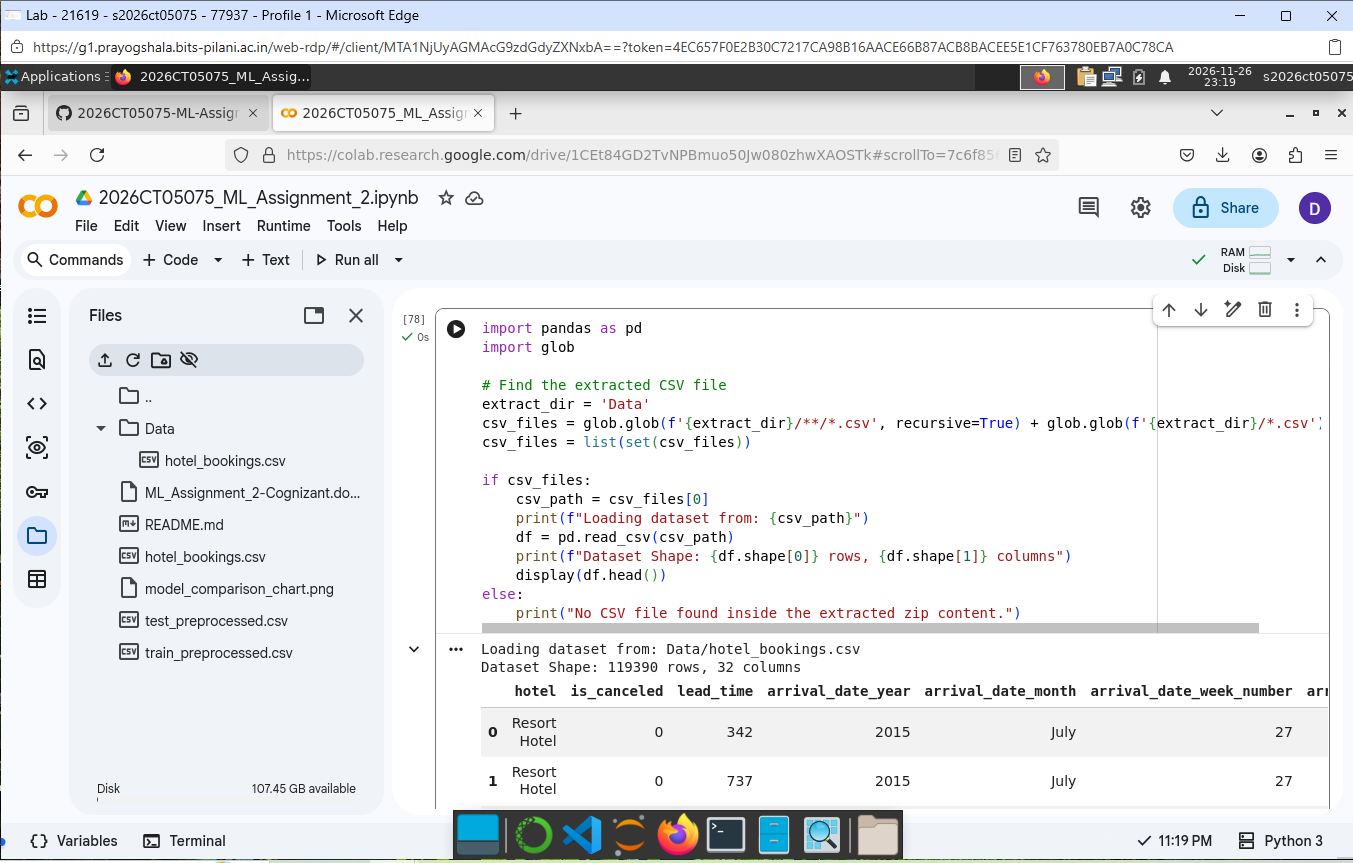 Lab - 21619 - s2026ct05075 - 77937 - Profile 1 - Microsoft Edge
https://g1.prayogshala.bits-pilani.ac.in/web-rdp/#/client/MTA1NjUyAGMAcG9zdGdyZXNxbA==?token=4EC657F0E2B30C7217CA98B16AACE66B87ACB8BACEE5E1CF763780EB7A0C78CA
Applications
2026CT05075_ML_Assig...
2026-11-26
23:19
s2026ct05075
2026CT05075-ML-Assigr
2026CT05075_ML_Assig
https://colab.research.google.com/drive/1CEt84GD2TvNPBmuo50Jw080zhwXAOSTk#scrollTo=7c6f856
2026CT05075_ML_Assignment_2.ipynb
File Edit View Insert Runtime Tools Help
Share
D
Commands + Code + Text Run all
RAM
Disk
Files
..
Data
hotel_bookings.csv
ML_Assignment_2-Cognizant.do...
README.md
hotel_bookings.csv
model_comparison_chart.png
test_preprocessed.csv
train_preprocessed.csv
Disk 107.45 GB available
[78]
0s
import pandas as pd
import glob
# Find the extracted CSV file
extract_dir = 'Data'
csv_files = glob.glob(f'{extract_dir}/**/*.csv', recursive=True) + glob.glob(f'{extract_dir}/*.csv')
csv_files = list(set(csv_files))
if csv_files:
    csv_path = csv_files[0]
    print(f"Loading dataset from: {csv_path}")
    df = pd.read_csv(csv_path)
    print(f"Dataset Shape: {df.shape[0]} rows, {df.shape[1]} columns")
    display(df.head())
else:
    print("No CSV file found inside the extracted zip content.")
Loading dataset from: Data/hotel_bookings.csv
Dataset Shape: 119390 rows, 32 columns
hotel is_canceled lead_time arrival_date_year arrival_date_month arrival_date_week_number arr
0 Resort Hotel 0 342 2015 July 27
1 Resort Hotel 0 737 2015 July 27
Variables
Terminal
11:19 PM
Python 3